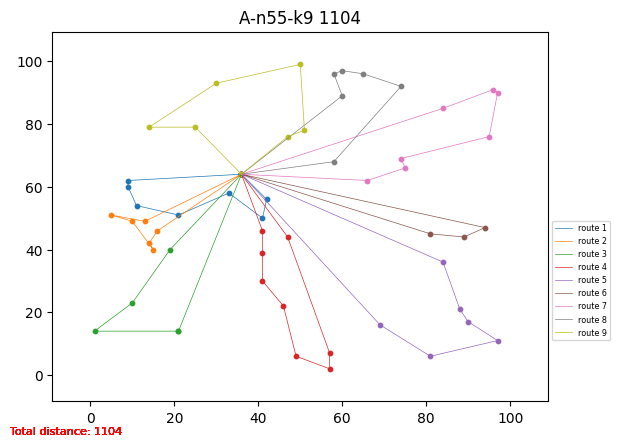 A-n55-k9 1104
100
80
60
40
20
0
0 20 40 60 80 100
route 1
route 2
route 3
route 4
route 5
route 6
route 7
route 8
route 9
Total distance: 1104